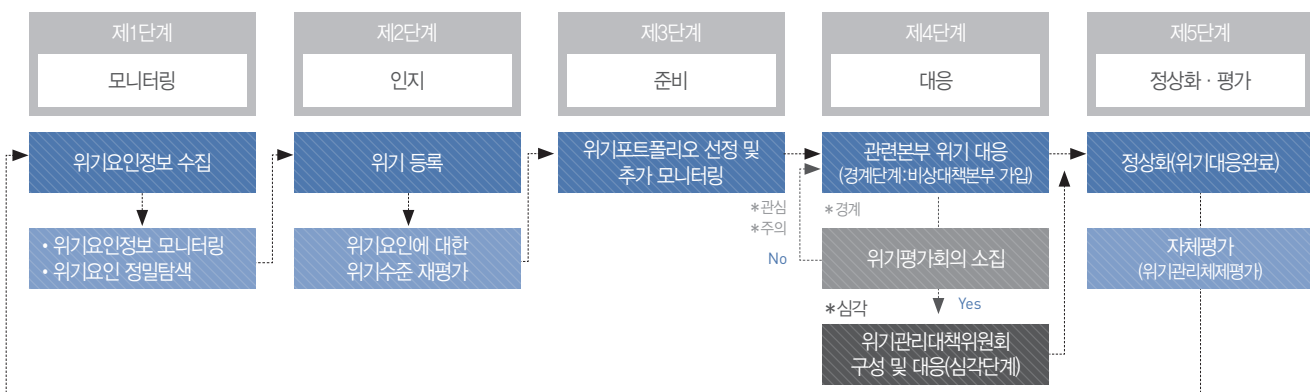 제1단계
모니터링
제2단계
인지
제3단계
준비
제4단계
대응
제5단계
정상화 · 평가
위기요인정보 수집
• 위기요인정보 모니터링
• 위기요인 정밀탐색
위기 등록
위기요인에 대한
위기수준 재평가
위기포트폴리오 선정 및
추가 모니터링
*관심
*주의
No
관련본부 위기 대응
(경계단계:비상대책본부 가입)
*경계
위기평가회의 소집
*심각
Yes
위기관리대책위원회
구성 및 대응(심각단계)
정상화(위기대응완료)
자체평가
(위기관리체제평가)